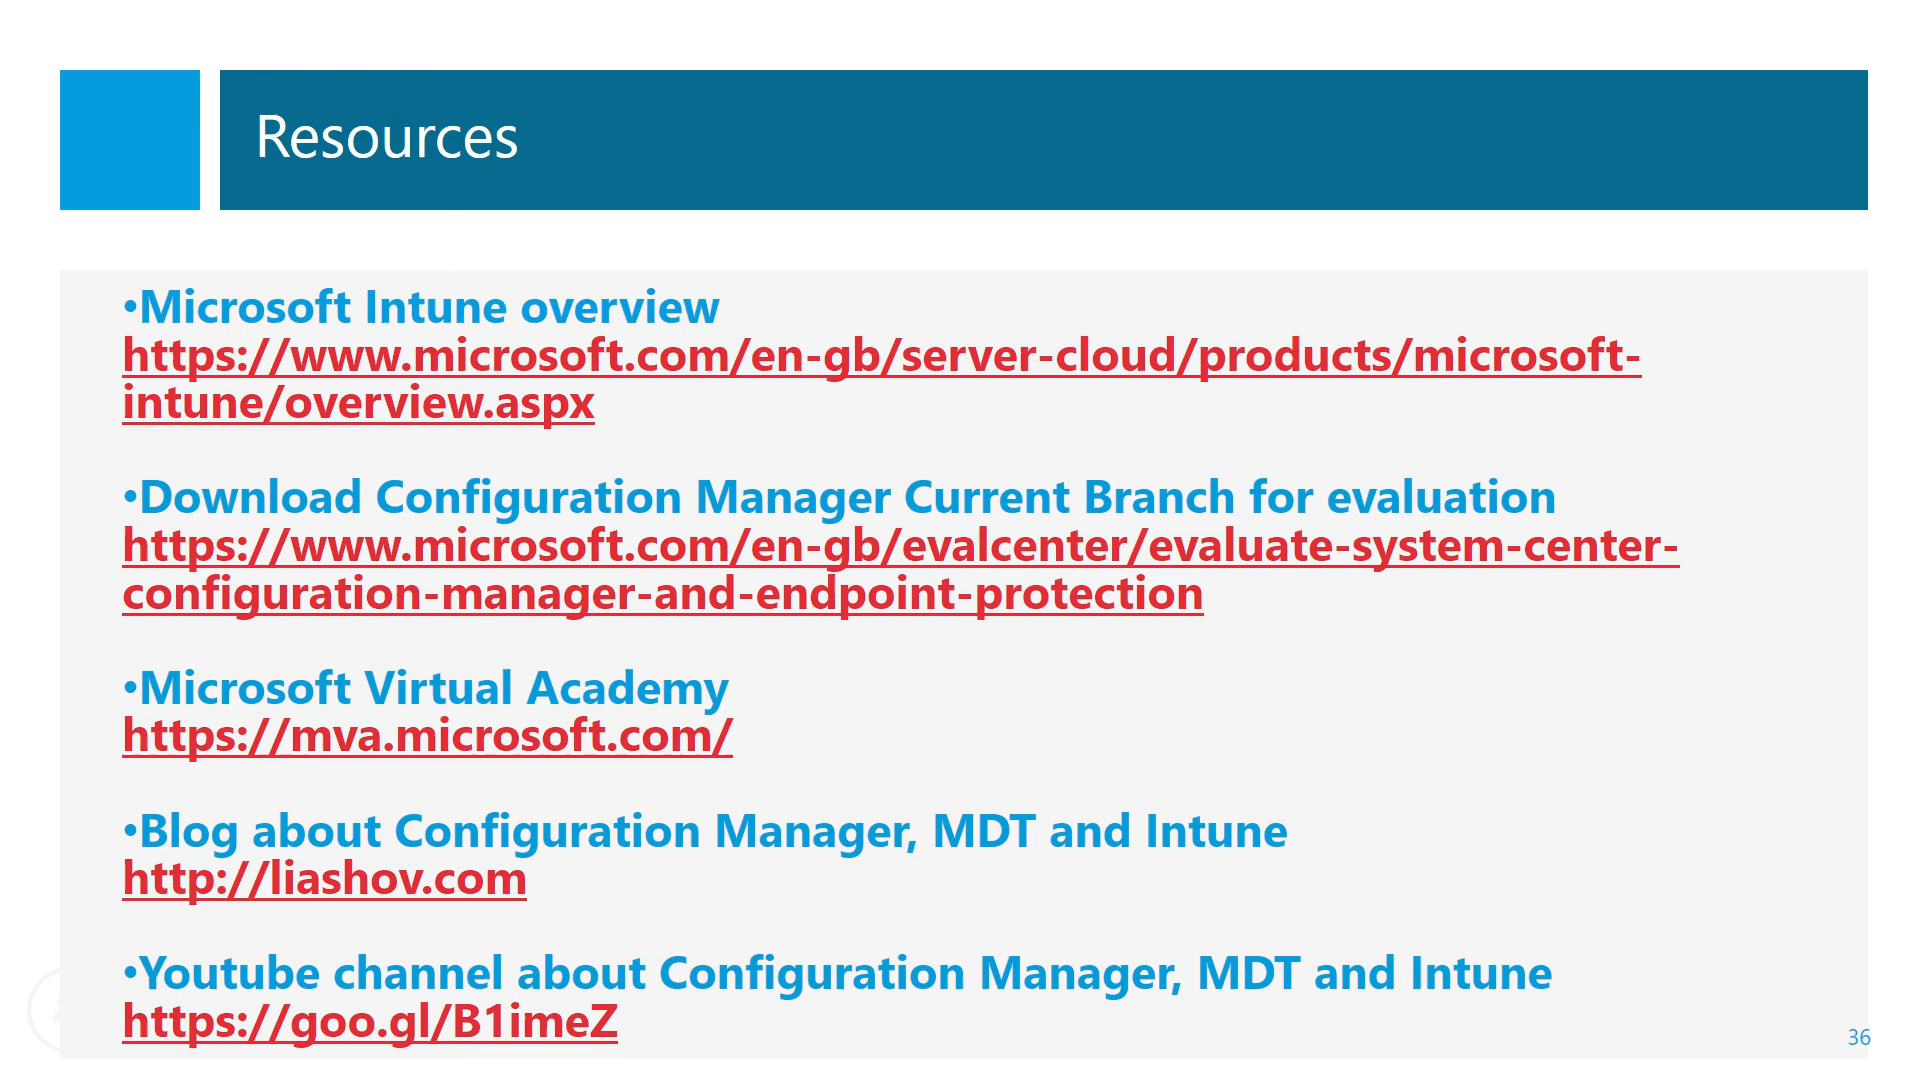 Resources
•Microsoft Intune overview
https://www.microsoft.com/en-gb/server-cloud/products/microsoft-
intune/overview.aspx
•Download Configuration Manager Current Branch for evaluation
https://www.microsoft.com/en-gb/evalcenter/evaluate-system-center-
configuration-manager-and-endpoint-protection
•Microsoft Virtual Academy
https://mva.microsoft.com/
•Blog about Configuration Manager, MDT and Intune
http://liashov.com
•Youtube channel about Configuration Manager, MDT and Intune
https://goo.gl/B1imeZ
36